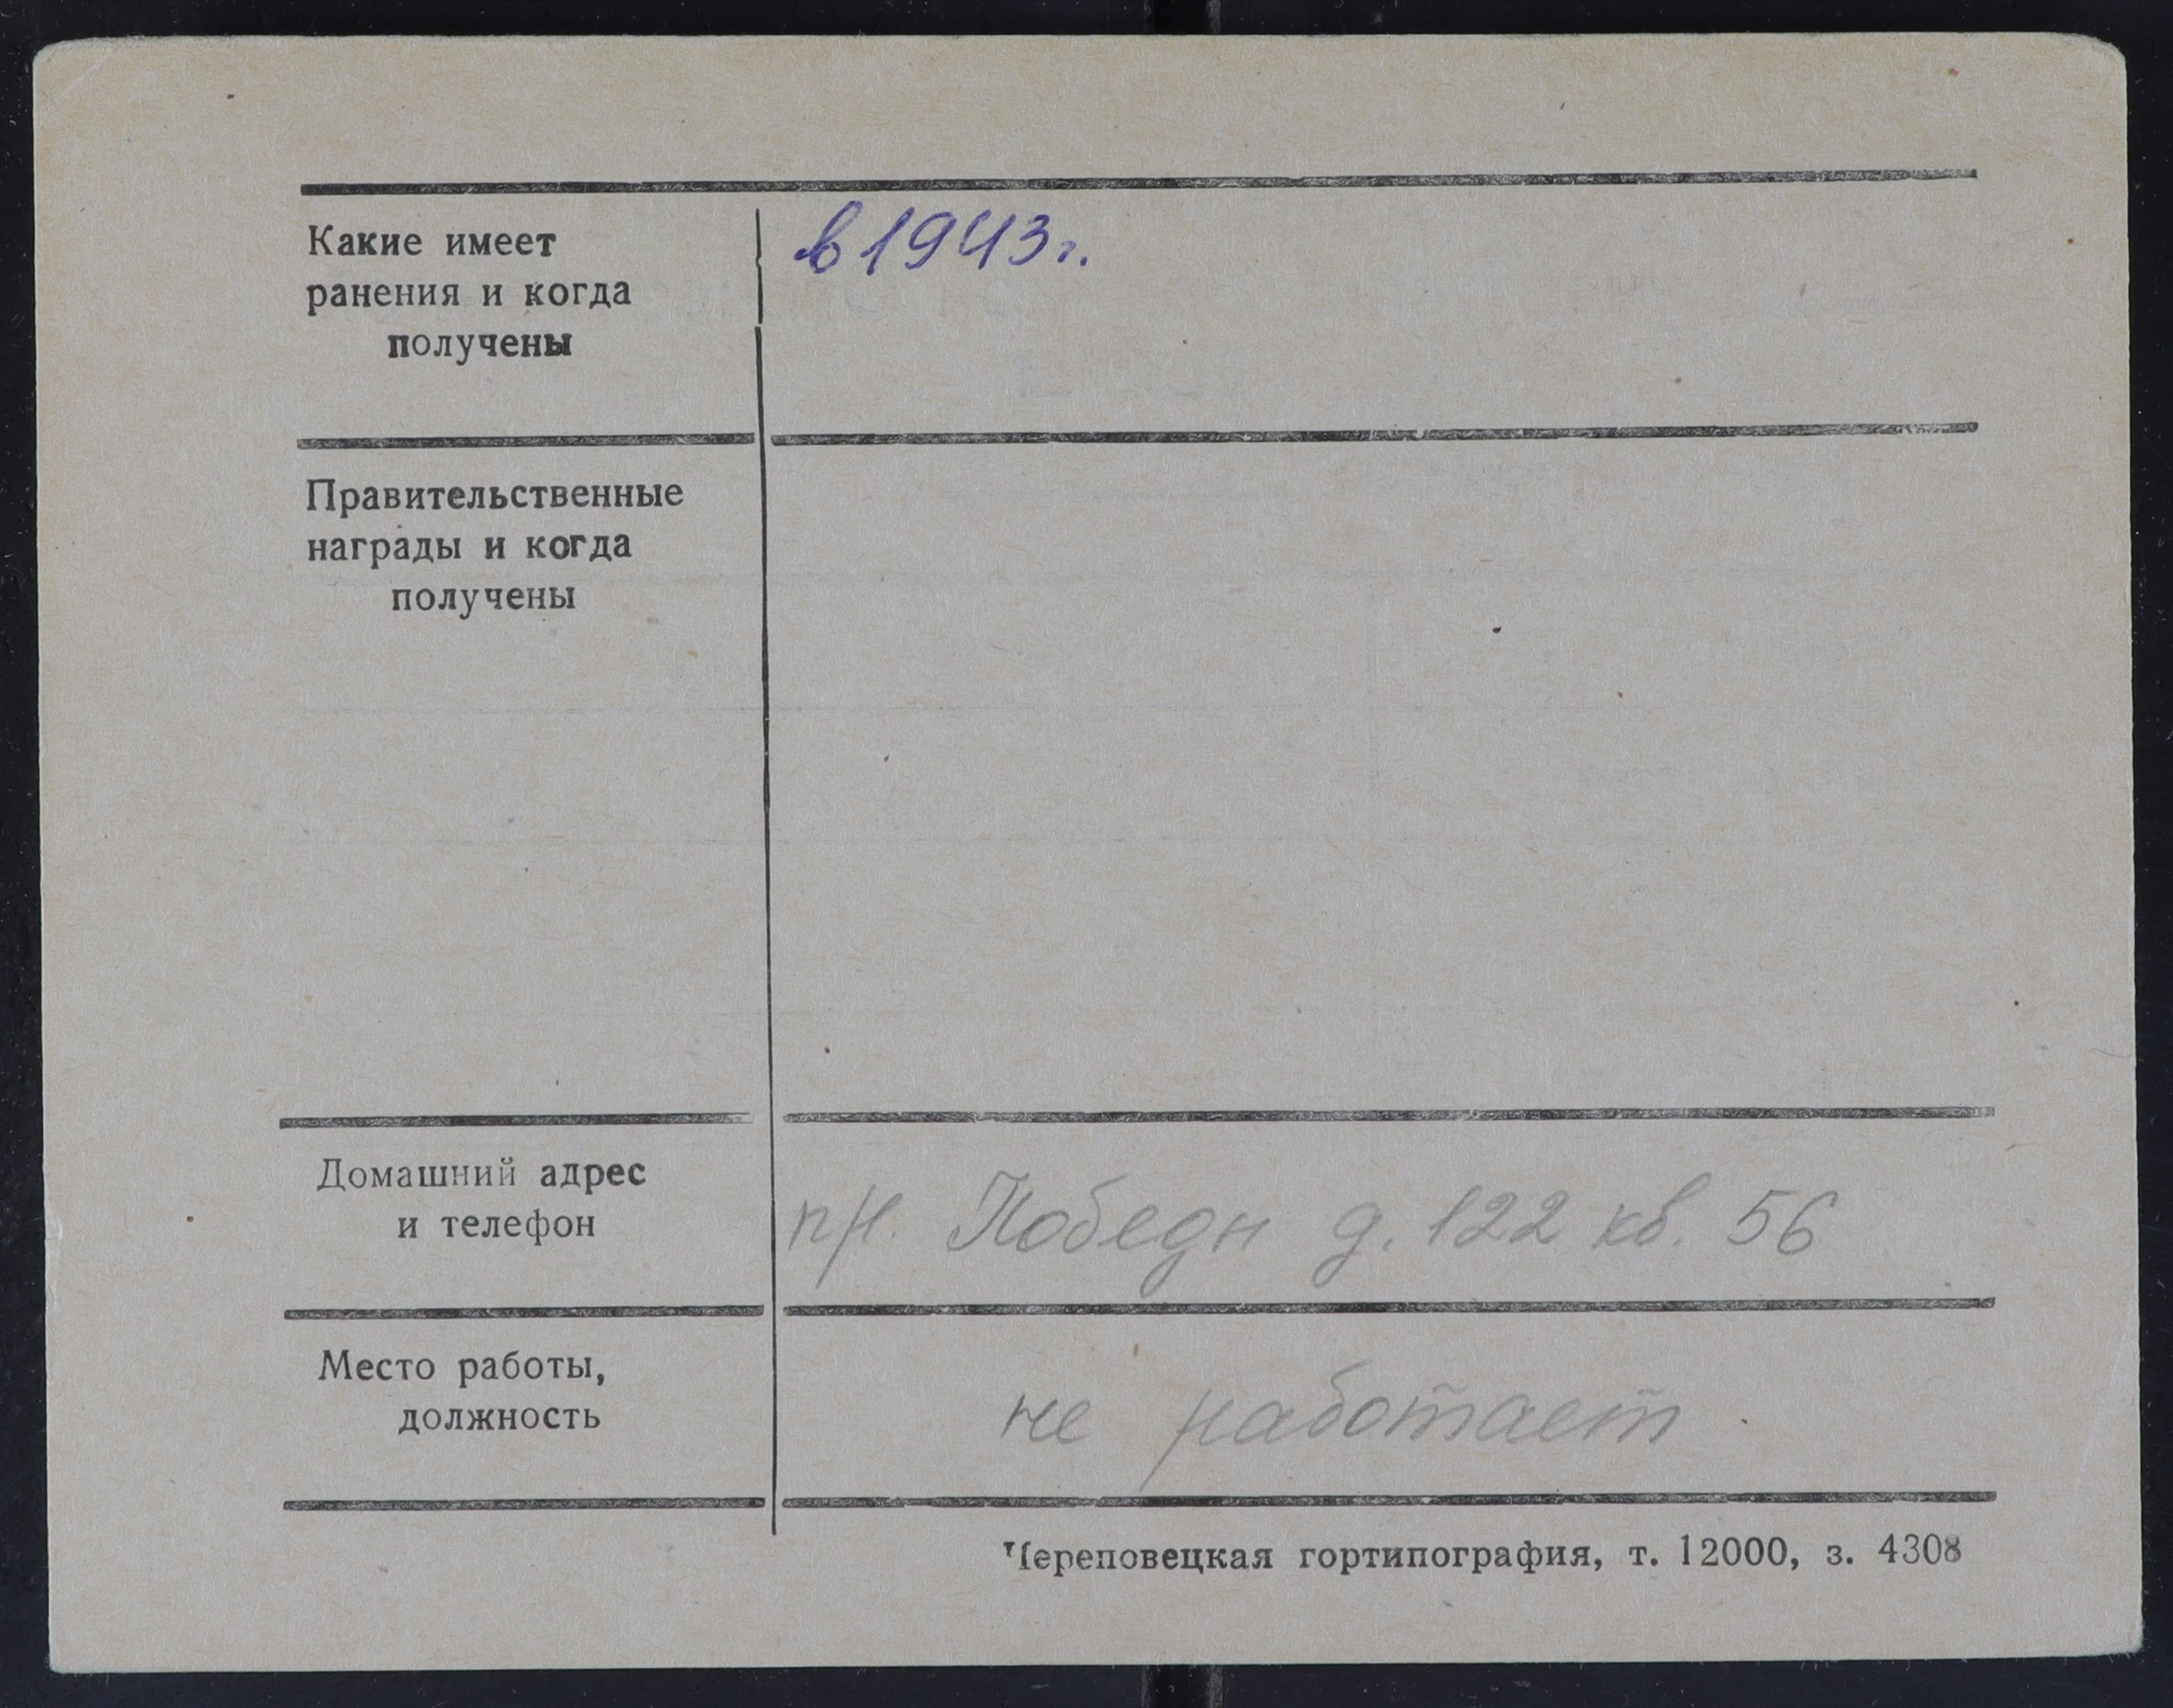 Какие имеет
ранения и когда
получены
в 1943 г.
Правительственные
награды и когда
получены
Домашний адрес
и телефон
пр. Победы д. 122 кв. 56
Место работы,
должность
не работает
Череповецкая гортипография, т. 12000, з. 4308